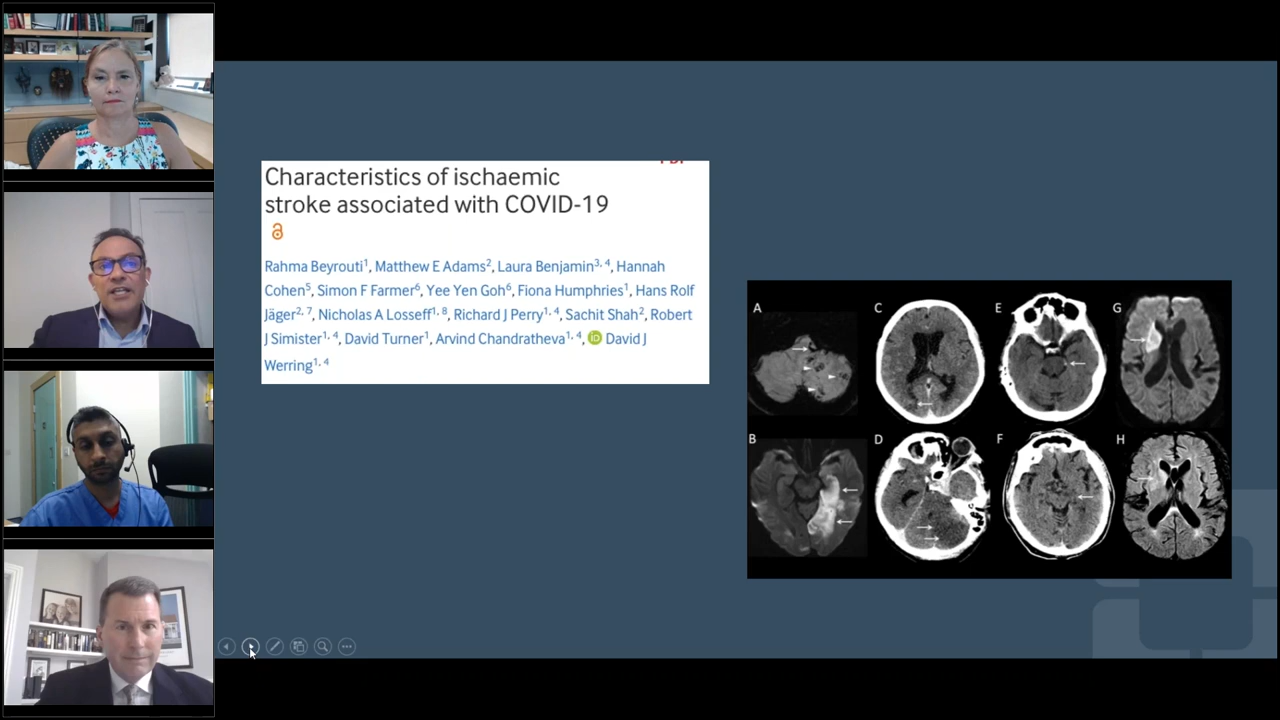 Characteristics of ischaemic
stroke associated with COVID-19
Rahma Beyrouti1, Matthew E Adams2, Laura Benjamin3, 4, Hannah
Cohen5, Simon F Farmer6, Yee Yen Goh6, Fiona Humphries1, Hans Rolf
Jäger2, 7, Nicholas A Losseff1, 8, Richard J Perry1, 4, Sachit Shah2, Robert
J Simister1, 4, David Turner1, Arvind Chandratheva1, 4, iD David J
Werring1, 4
A C E G
B D F H